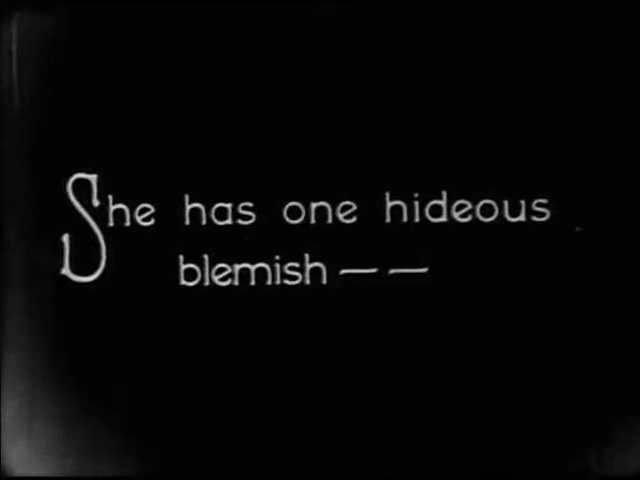 She has one hideous
blemish — —